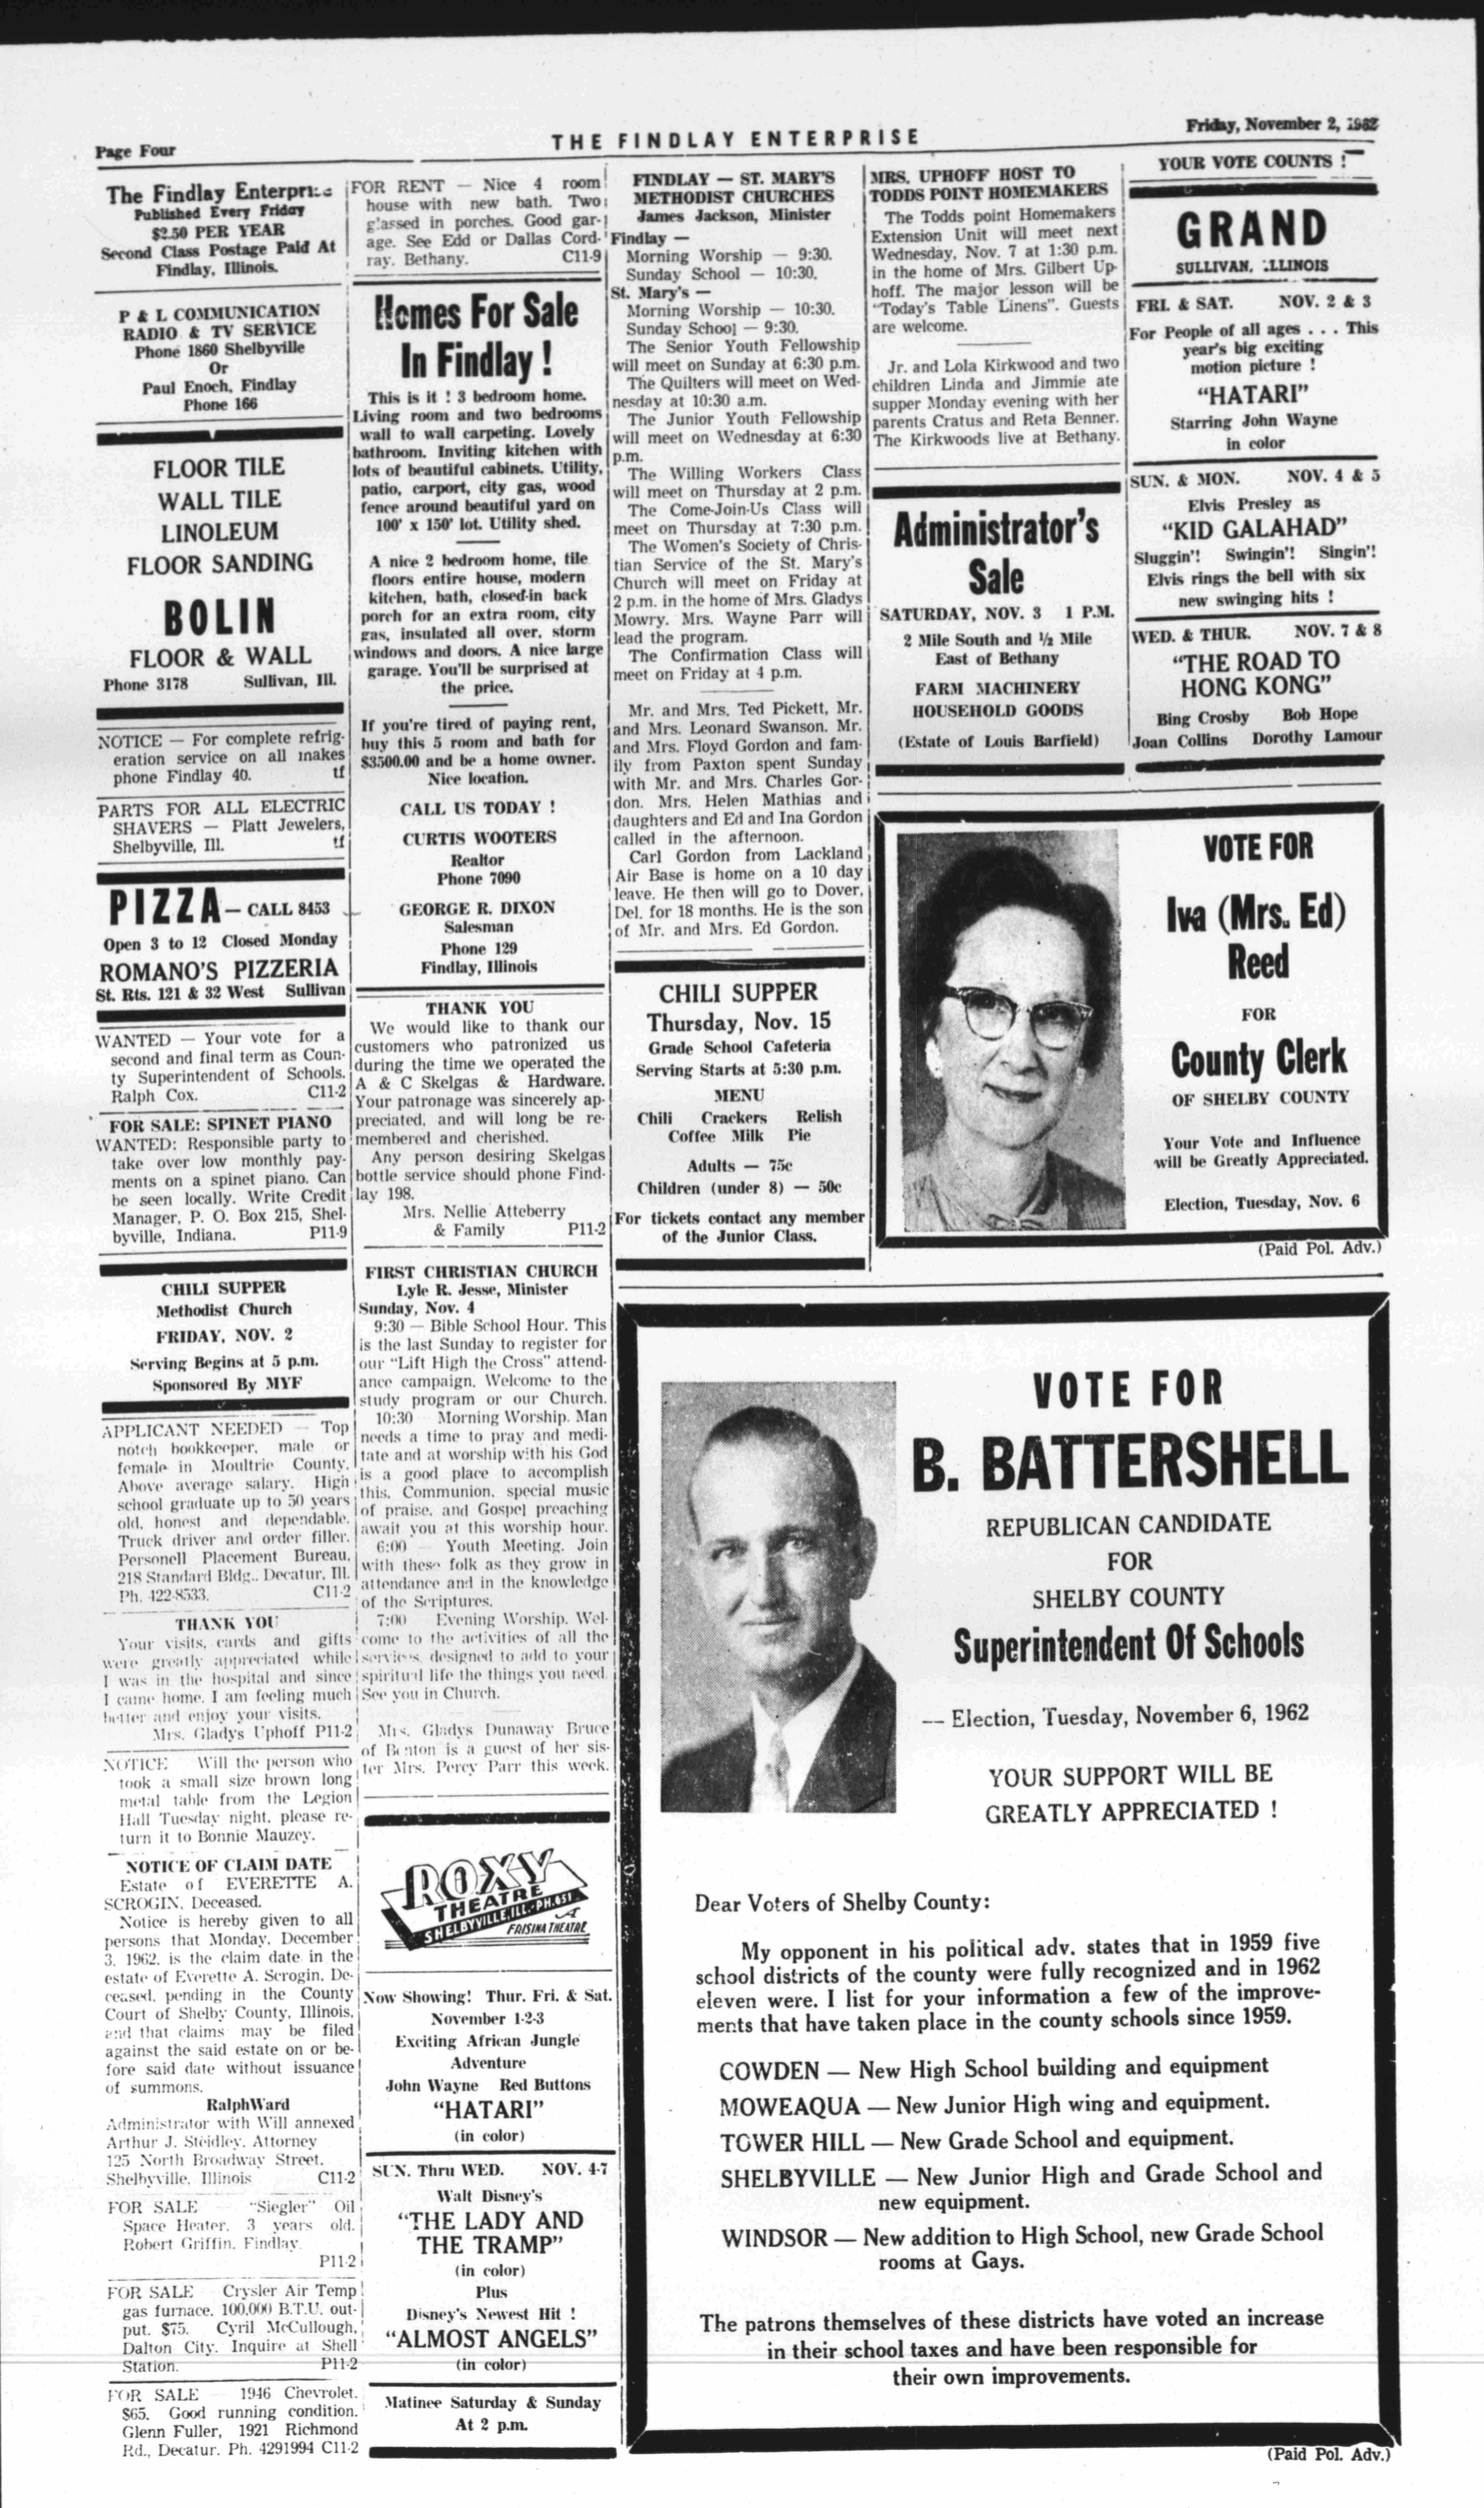 Page Four
THE FINDLAY ENTERPRISE
Friday, November 2, 1962
The Findlay Enterprise
Published Every Friday
$2.50 PER YEAR
Second Class Postage Paid At
Findlay, Illinois.
P & L COMMUNICATION
RADIO & TV SERVICE
Phone 1860 Shelbyville
Or
Paul Enoch, Findlay
Phone 166
FLOOR TILE
WALL TILE
LINOLEUM
FLOOR SANDING
BOLIN
FLOOR & WALL
Phone 3178 Sullivan, Ill.
NOTICE — For complete refrig-
eration service on all makes
phone Findlay 40. tf
PARTS FOR ALL ELECTRIC
SHAVERS — Platt Jewelers,
Shelbyville, Ill. tf
PIZZA — CALL 8453
Open 3 to 12 Closed Monday
ROMANO'S PIZZERIA
St. Rts. 121 & 32 West Sullivan
WANTED — Your vote for a
second and final term as Coun-
ty Superintendent of Schools.
Ralph Cox. C11-2
FOR SALE: SPINET PIANO
WANTED: Responsible party to
take over low monthly pay-
ments on a spinet piano. Can
be seen locally. Write Credit
Manager, P. O. Box 215, Shel-
byville, Indiana. P11-9
CHILI SUPPER
Methodist Church
FRIDAY, NOV. 2
Serving Begins at 5 p.m.
Sponsored By MYF
APPLICANT NEEDED — Top
notch bookkeeper, male or
female in Moultrie County.
Above average salary. High
school graduate up to 50 years
old, honest and dependable.
Truck driver and order filler.
Personell Placement Bureau,
218 Standard Bldg., Decatur, Ill.
Ph. 422-8533. C11-2
THANK YOU
Your visits, cards and gifts
were greatly appreciated while
I was in the hospital and since
I came home. I am feeling much
better and enjoy your visits.
Mrs. Gladys Uphoff P11-2
NOTICE Will the person who
took a small size brown long
metal table from the Legion
Hall Tuesday night, please re-
turn it to Bonnie Mauzey.
NOTICE OF CLAIM DATE
Estate of EVERETTE A.
SCROGIN, Deceased.
Notice is hereby given to all
persons that Monday, December
3, 1962, is the claim date in the
estate of Everette A. Scrogin, De-
ceased, pending in the County
Court of Shelby County, Illinois,
and that claims may be filed
against the said estate on or be-
fore said date without issuance
of summons.
RalphWard
Administrator with Will annexed
Arthur J. Steidley, Attorney
125 North Broadway Street,
Shelbyville, Illinois C11-2
FOR SALE — "Siegler" Oil
Space Heater, 3 years old.
Robert Griffin, Findlay.
P11-2
FOR SALE Crysler Air Temp
gas furnace, 100,000 B.T.U. out-
put. $75. Cyril McCullough,
Dalton City. Inquire at Shell
Station. P11-2
FOR SALE — 1946 Chevrolet.
$65. Good running condition.
Glenn Fuller, 1921 Richmond
Rd., Decatur. Ph. 4291994 C11-2
FOR RENT — Nice 4 room
house with new bath. Two
glassed in porches. Good gar-
age. See Edd or Dallas Cord-
ray. Bethany. C11-9
Homes For Sale
In Findlay !
This is it ! 3 bedroom home.
Living room and two bedrooms
wall to wall carpeting. Lovely
bathroom. Inviting kitchen with
lots of beautiful cabinets. Utility,
patio, carport, city gas, wood
fence around beautiful yard on
100' x 150' lot. Utility shed.
A nice 2 bedroom home, tile
floors entire house, modern
kitchen, bath, closed-in back
porch for an extra room, city
gas, insulated all over, storm
windows and doors. A nice large
garage. You'll be surprised at
the price.
If you're tired of paying rent,
buy this 5 room and bath for
$3500.00 and be a home owner.
Nice location.
CALL US TODAY !
CURTIS WOOTERS
Realtor
Phone 7090
GEORGE R. DIXON
Salesman
Phone 129
Findlay, Illinois
THANK YOU
We would like to thank our
customers who patronized us
during the time we operated the
A & C Skelgas & Hardware.
Your patronage was sincerely ap-
preciated, and will long be re-
membered and cherished.
Any person desiring Skelgas
bottle service should phone Find-
lay 198.
Mrs. Nellie Atteberry
& Family P11-2
FIRST CHRISTIAN CHURCH
Lyle R. Jesse, Minister
Sunday, Nov. 4
9:30 — Bible School Hour. This
is the last Sunday to register for
our "Lift High the Cross" attend-
ance campaign. Welcome to the
study program or our Church.
10:30 Morning Worship. Man
needs a time to pray and medi-
tate and at worship with his God
is a good place to accomplish
this. Communion, special music
of praise, and Gospel preaching
await you at this worship hour.
6:00 — Youth Meeting. Join
with these folk as they grow in
attendance and in the knowledge
of the Scriptures.
7:00 Evening Worship. Wel-
come to the activities of all the
services, designed to add to your
spiritual life the things you need.
See you in Church.
Mrs. Gladys Dunaway Bruce
of Benton is a guest of her sis-
ter Mrs. Percy Parr this week.
ROXY
THEATRE
SHELBYVILLE, ILL.-PH.651
A
FRISINA THEATRE
Now Showing! Thur. Fri. & Sat.
November 1-2-3
Exciting African Jungle
Adventure
John Wayne Red Buttons
"HATARI"
(in color)
SUN. Thru WED. NOV. 4-7
Walt Disney's
"THE LADY AND
THE TRAMP"
(in color)
Plus
Disney's Newest Hit !
"ALMOST ANGELS"
(in color)
Matinee Saturday & Sunday
At 2 p.m.
FINDLAY — ST. MARY'S
METHODIST CHURCHES
James Jackson, Minister
Findlay —
Morning Worship — 9:30.
Sunday School — 10:30.
St. Mary's —
Morning Worship — 10:30.
Sunday School — 9:30.
The Senior Youth Fellowship
will meet on Sunday at 6:30 p.m.
The Quilters will meet on Wed-
nesday at 10:30 a.m.
The Junior Youth Fellowship
will meet on Wednesday at 6:30
p.m.
The Willing Workers Class
will meet on Thursday at 2 p.m.
The Come-Join-Us Class will
meet on Thursday at 7:30 p.m.
The Women's Society of Chris-
tian Service of the St. Mary's
Church will meet on Friday at
2 p.m. in the home of Mrs. Gladys
Mowry. Mrs. Wayne Parr will
lead the program.
The Confirmation Class will
meet on Friday at 4 p.m.
Mr. and Mrs. Ted Pickett, Mr.
and Mrs. Leonard Swanson, Mr.
and Mrs. Floyd Gordon and fam-
ily from Paxton spent Sunday
with Mr. and Mrs. Charles Gor-
don. Mrs. Helen Mathias and
daughters and Ed and Ina Gordon
called in the afternoon.
Carl Gordon from Lackland
Air Base is home on a 10 day
leave. He then will go to Dover,
Del. for 18 months. He is the son
of Mr. and Mrs. Ed Gordon.
CHILI SUPPER
Thursday, Nov. 15
Grade School Cafeteria
Serving Starts at 5:30 p.m.
MENU
Chili Crackers Relish
Coffee Milk Pie
Adults — 75c
Children (under 8) — 50c
For tickets contact any member
of the Junior Class.
MRS. UPHOFF HOST TO
TODDS POINT HOMEMAKERS
The Todds point Homemakers
Extension Unit will meet next
Wednesday, Nov. 7 at 1:30 p.m.
in the home of Mrs. Gilbert Up-
hoff. The major lesson will be
"Today's Table Linens". Guests
are welcome.
Jr. and Lola Kirkwood and two
children Linda and Jimmie ate
supper Monday evening with her
parents Cratus and Reta Benner.
The Kirkwoods live at Bethany.
Administrator's
Sale
SATURDAY, NOV. 3 1 P.M.
2 Mile South and ½ Mile
East of Bethany
FARM MACHINERY
HOUSEHOLD GOODS
(Estate of Louis Barfield)
YOUR VOTE COUNTS !
GRAND
SULLIVAN, ILLINOIS
FRI. & SAT. NOV. 2 & 3
For People of all ages . . . This
year's big exciting
motion picture !
"HATARI"
Starring John Wayne
in color
SUN. & MON. NOV. 4 & 5
Elvis Presley as
"KID GALAHAD"
Sluggin'! Swingin'! Singin'!
Elvis rings the bell with six
new swinging hits !
WED. & THUR. NOV. 7 & 8
"THE ROAD TO
HONG KONG"
Bing Crosby Bob Hope
Joan Collins Dorothy Lamour
VOTE FOR
Iva (Mrs. Ed)
Reed
FOR
County Clerk
OF SHELBY COUNTY
Your Vote and Influence
will be Greatly Appreciated.
Election, Tuesday, Nov. 6
(Paid Pol. Adv.)
VOTE FOR
B. BATTERSHELL
REPUBLICAN CANDIDATE
FOR
SHELBY COUNTY
Superintendent Of Schools
— Election, Tuesday, November 6, 1962
YOUR SUPPORT WILL BE
GREATLY APPRECIATED !
Dear Voters of Shelby County:
My opponent in his political adv. states that in 1959 five
school districts of the county were fully recognized and in 1962
eleven were. I list for your information a few of the improve-
ments that have taken place in the county schools since 1959.
COWDEN — New High School building and equipment
MOWEAQUA — New Junior High wing and equipment.
TOWER HILL — New Grade School and equipment.
SHELBYVILLE — New Junior High and Grade School and
new equipment.
WINDSOR — New addition to High School, new Grade School
rooms at Gays.
The patrons themselves of these districts have voted an increase
in their school taxes and have been responsible for
their own improvements.
(Paid Pol. Adv.)